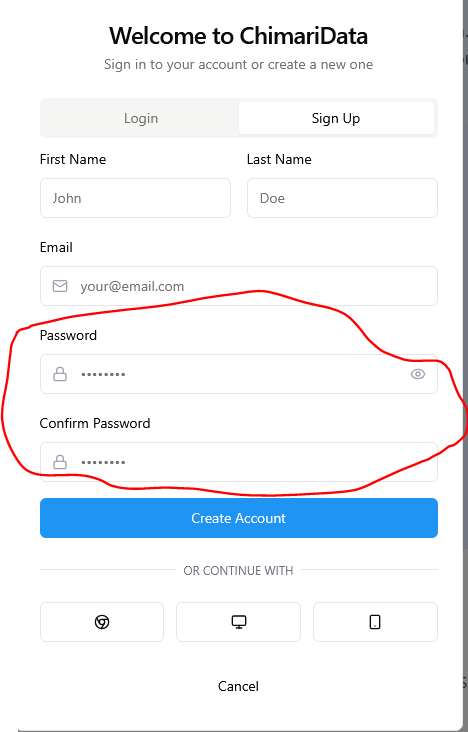 Welcome to ChimariData
Sign in to your account or create a new one
Login Sign Up
First Name Last Name
John Doe
Email
your@email.com
Password
••••••••
Confirm Password
••••••••
Create Account
OR CONTINUE WITH
Cancel